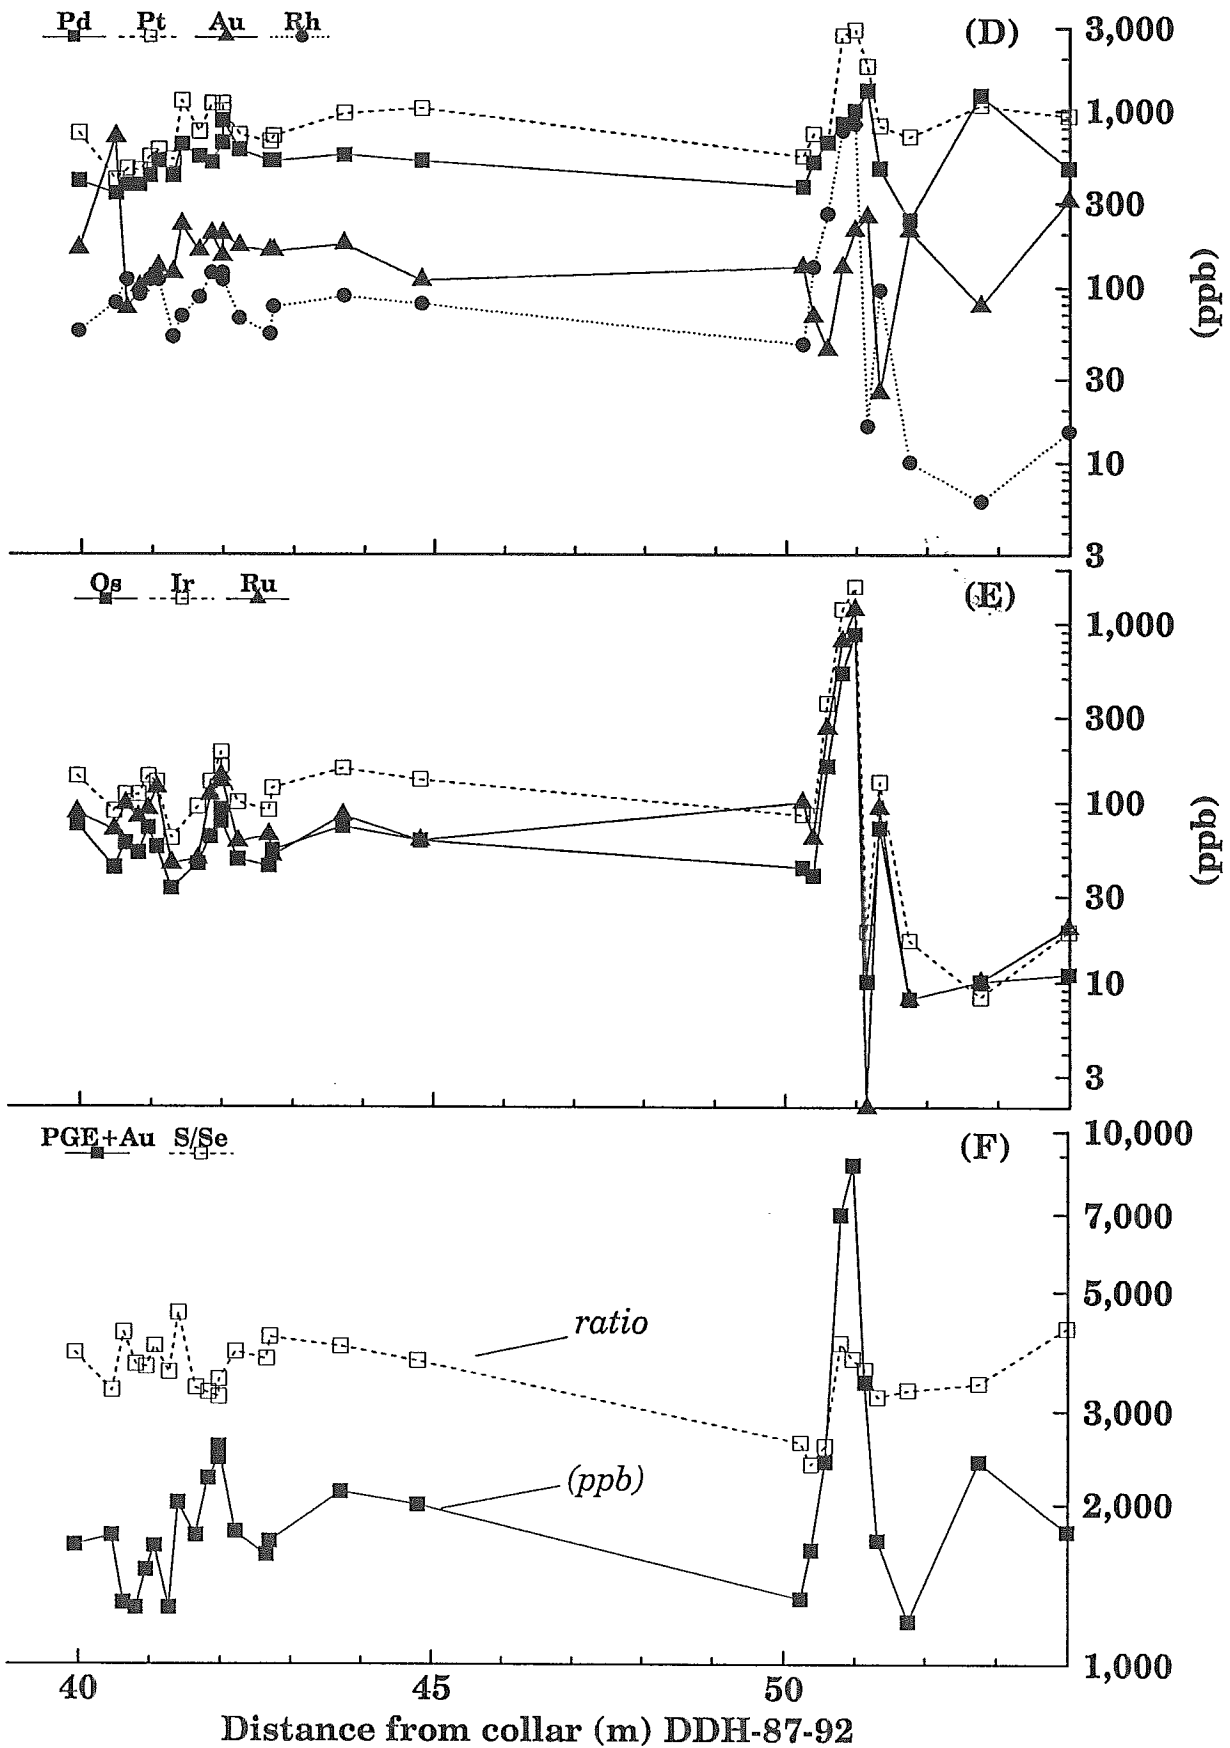 Pd Pt Au Rh
(D)
3,000
1,000
300
100
30
10
3
(ppb)
Os Ir Ru
(E)
1,000
300
100
30
10
3
(ppb)
PGE+Au S/Se
(F)
10,000
7,000
5,000
3,000
2,000
1,000
ratio
(ppb)
40 45 50
Distance from collar (m) DDH-87-92